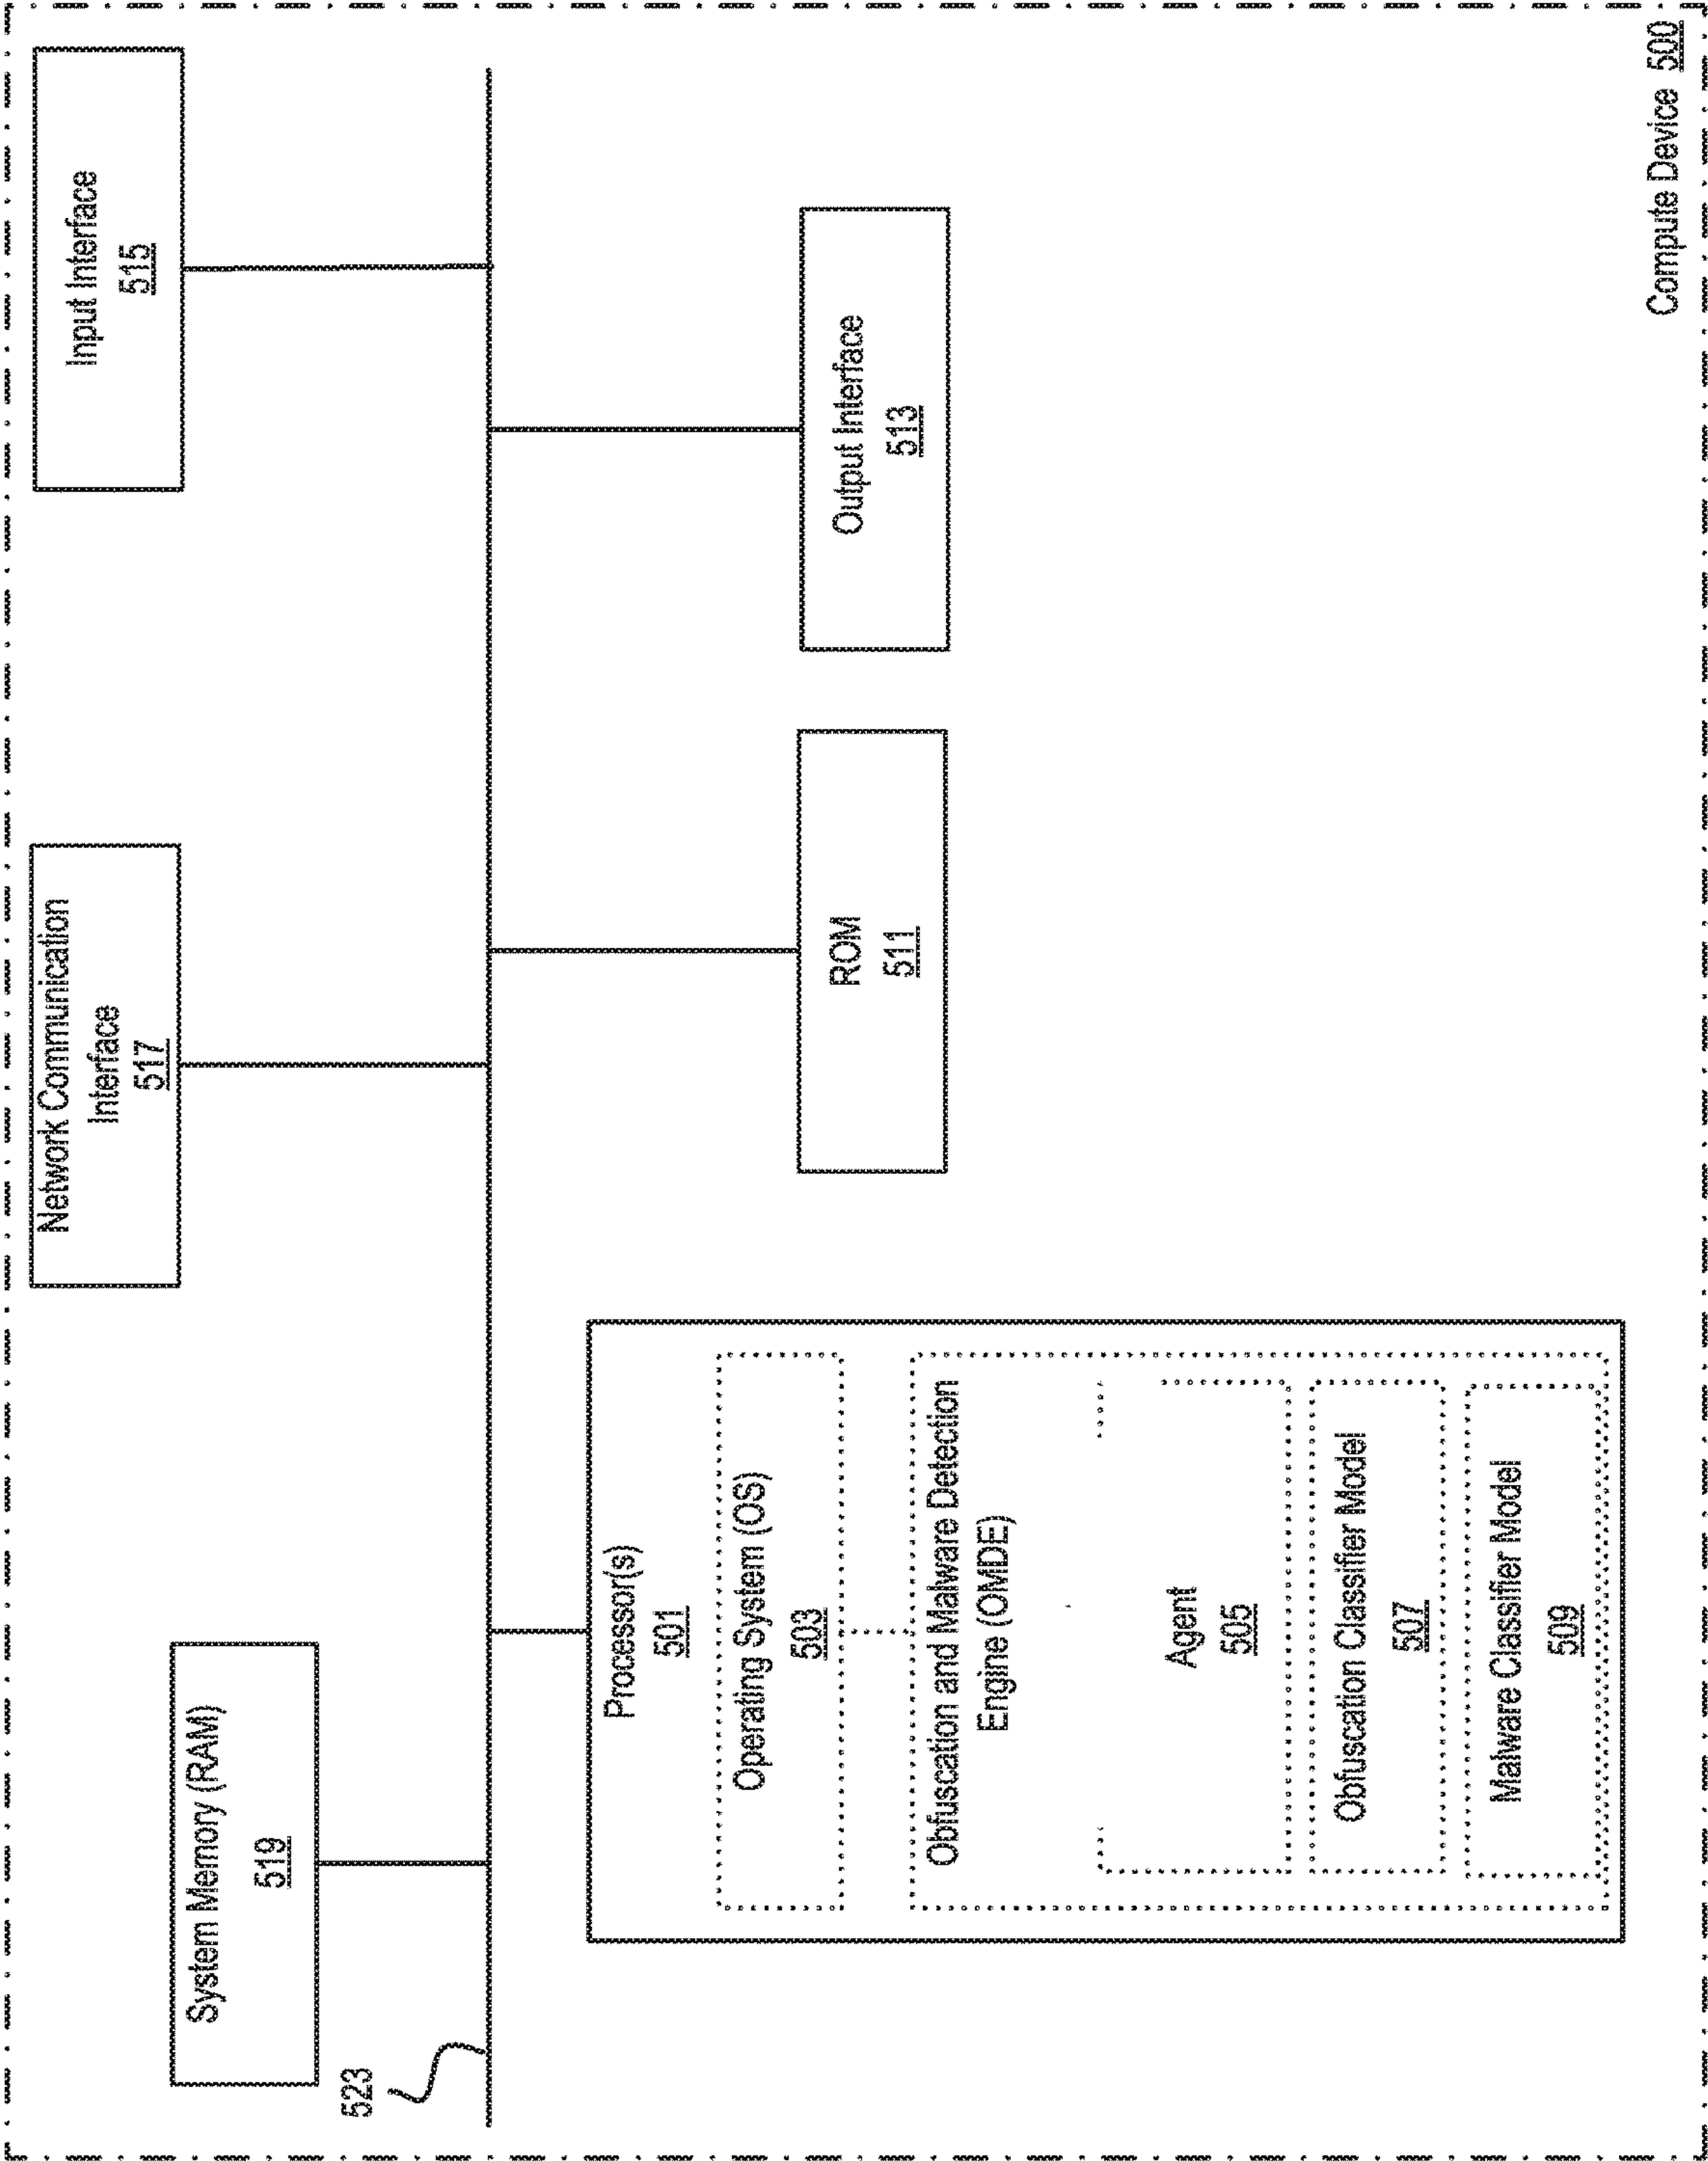 System Memory (RAM)
519
Network Communication
Interface
517
Input Interface
515
523
Processor(s)
501
Operating System (OS)
503
Obfuscation and Malware Detection
Engine (OMDE)
Agent
505
Obfuscation Classifier Model
507
Malware Classifier Model
509
ROM
511
Output Interface
513
Compute Device 500